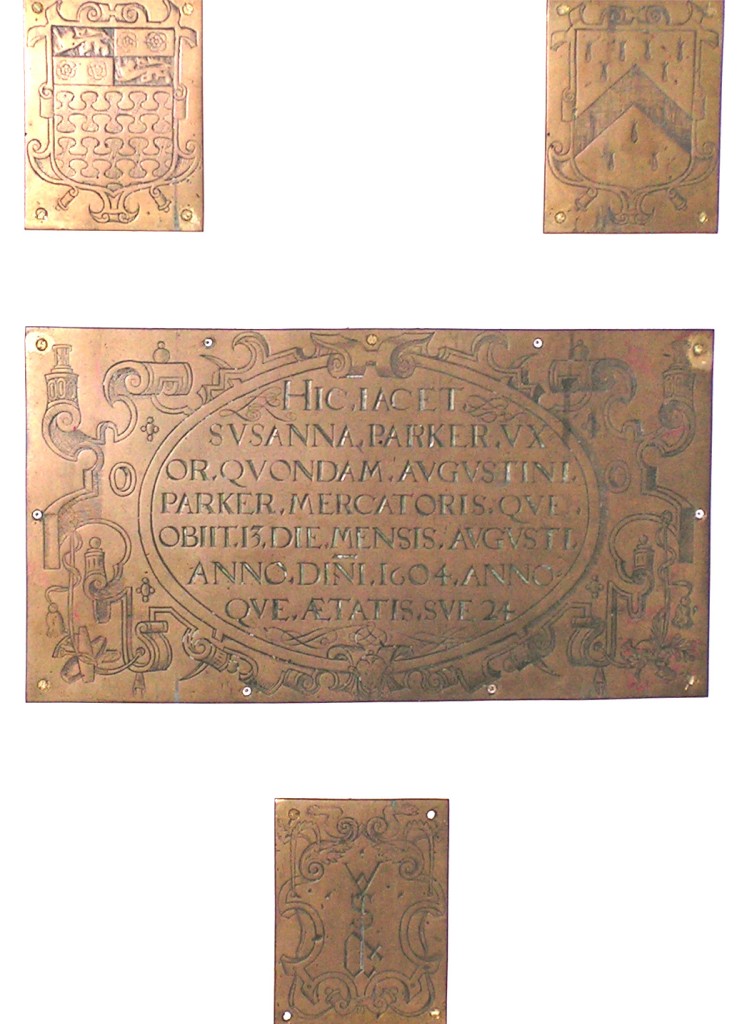 HIC. IACET.
SVSANNA. PARKER. VX
OR. QVONDAM. AVGVSTINI.
PARKER. MERCATORIS. QVE.
OBIIT. 13. DIE. MENSIS. AVGVSTI.
ANNO. DIÑI. 1604. ANNO-
QVE. ÆTATIS. SVE 24